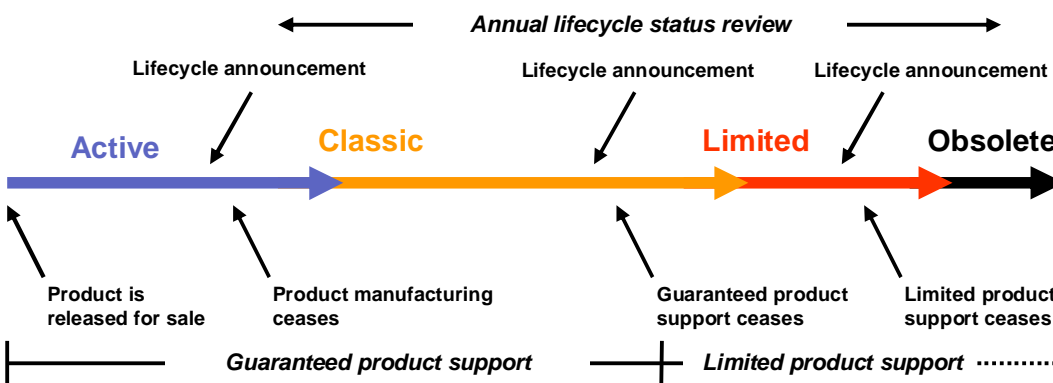 Annual lifecycle status review
Lifecycle announcement
Lifecycle announcement
Lifecycle announcement
Active
Classic
Limited
Obsolete
Product is
released for sale
Product manufacturing
ceases
Guaranteed product
support ceases
Limited product
support ceases
Guaranteed product support
Limited product support